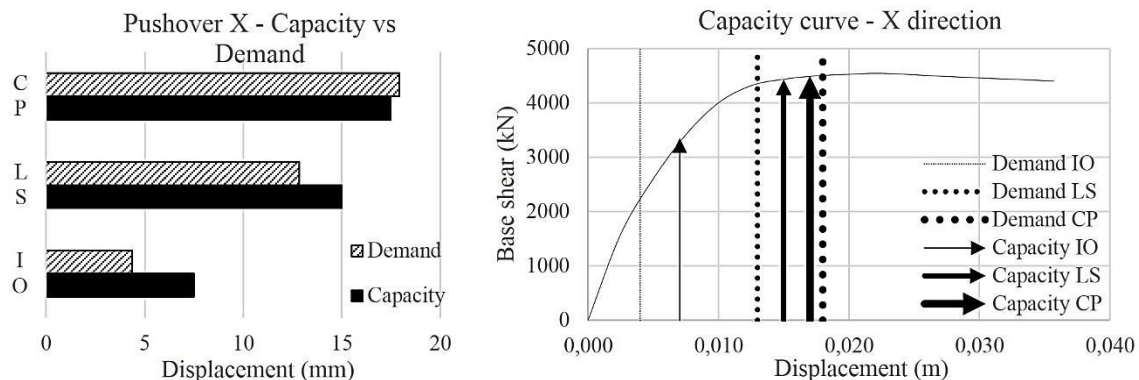 Pushover X - Capacity vs
Demand
C
P
L
S
I
O
Demand
Capacity
0
5
10
15
20
Displacement (mm)
Capacity curve - X direction
Base shear (kN)
5000
4000
3000
2000
1000
0
Demand IO
Demand LS
Demand CP
Capacity IO
Capacity LS
Capacity CP
0,000
0,010
0,020
0,030
0,040
Displacement (m)